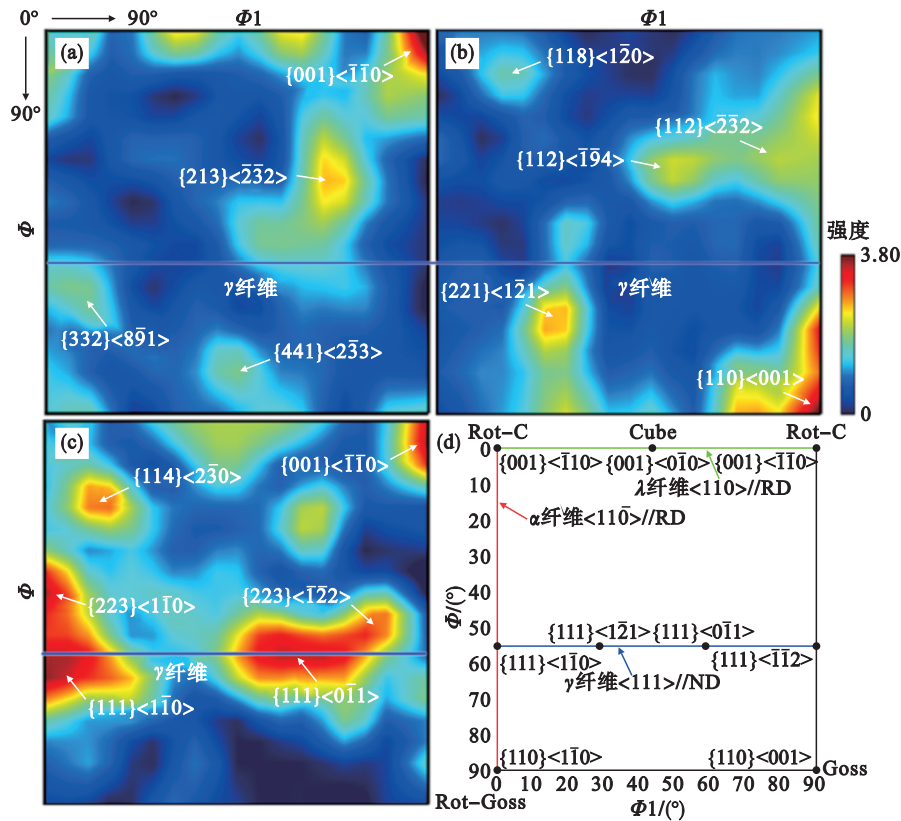 0° 90° Φ1 Φ1
(a) (b)
{001}<1̄1̄0> {118}<12̄0>
90°
{112}<2̄3̄2>
{213}<2̄3̄2> {112}<1̄9̄4>
Φ
强度
3.80
γ纤维 {221}<12̄1> γ纤维
{332}<89̄1>
{441}<23̄3>
{110}<001>
0
(c) Rot-C Cube Rot-C
(d)
{114}<23̄0> {001}<1̄1̄0> 0 {001}<1̄10> {001}<01̄0> {001}<1̄1̄0>
10 λ纤维<110>//RD
20 α纤维<11̄0>//RD
30
Φ 40
{223}<11̄0> {223}<1̄2̄2> Φ/(°)
50 {111}<12̄1> {111}<01̄1>
γ纤维 60 {111}<11̄0> {111}<1̄1̄2>
{111}<11̄0> {111}<01̄1> γ纤维<111>//ND
70
80
{110}<11̄0> {110}<001>
90 Goss
Rot-Goss 0 10 20 30 40 50 60 70 80 90
Φ1/(°)